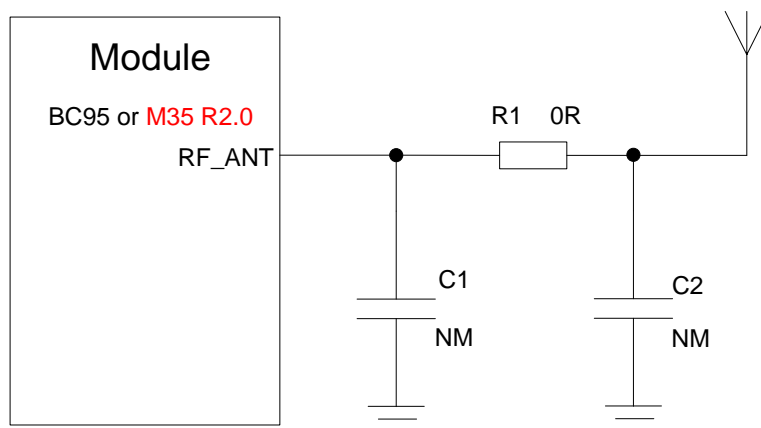 Module
BC95 or M35 R2.0
RF_ANT
R1 0R
C1
NM
C2
NM